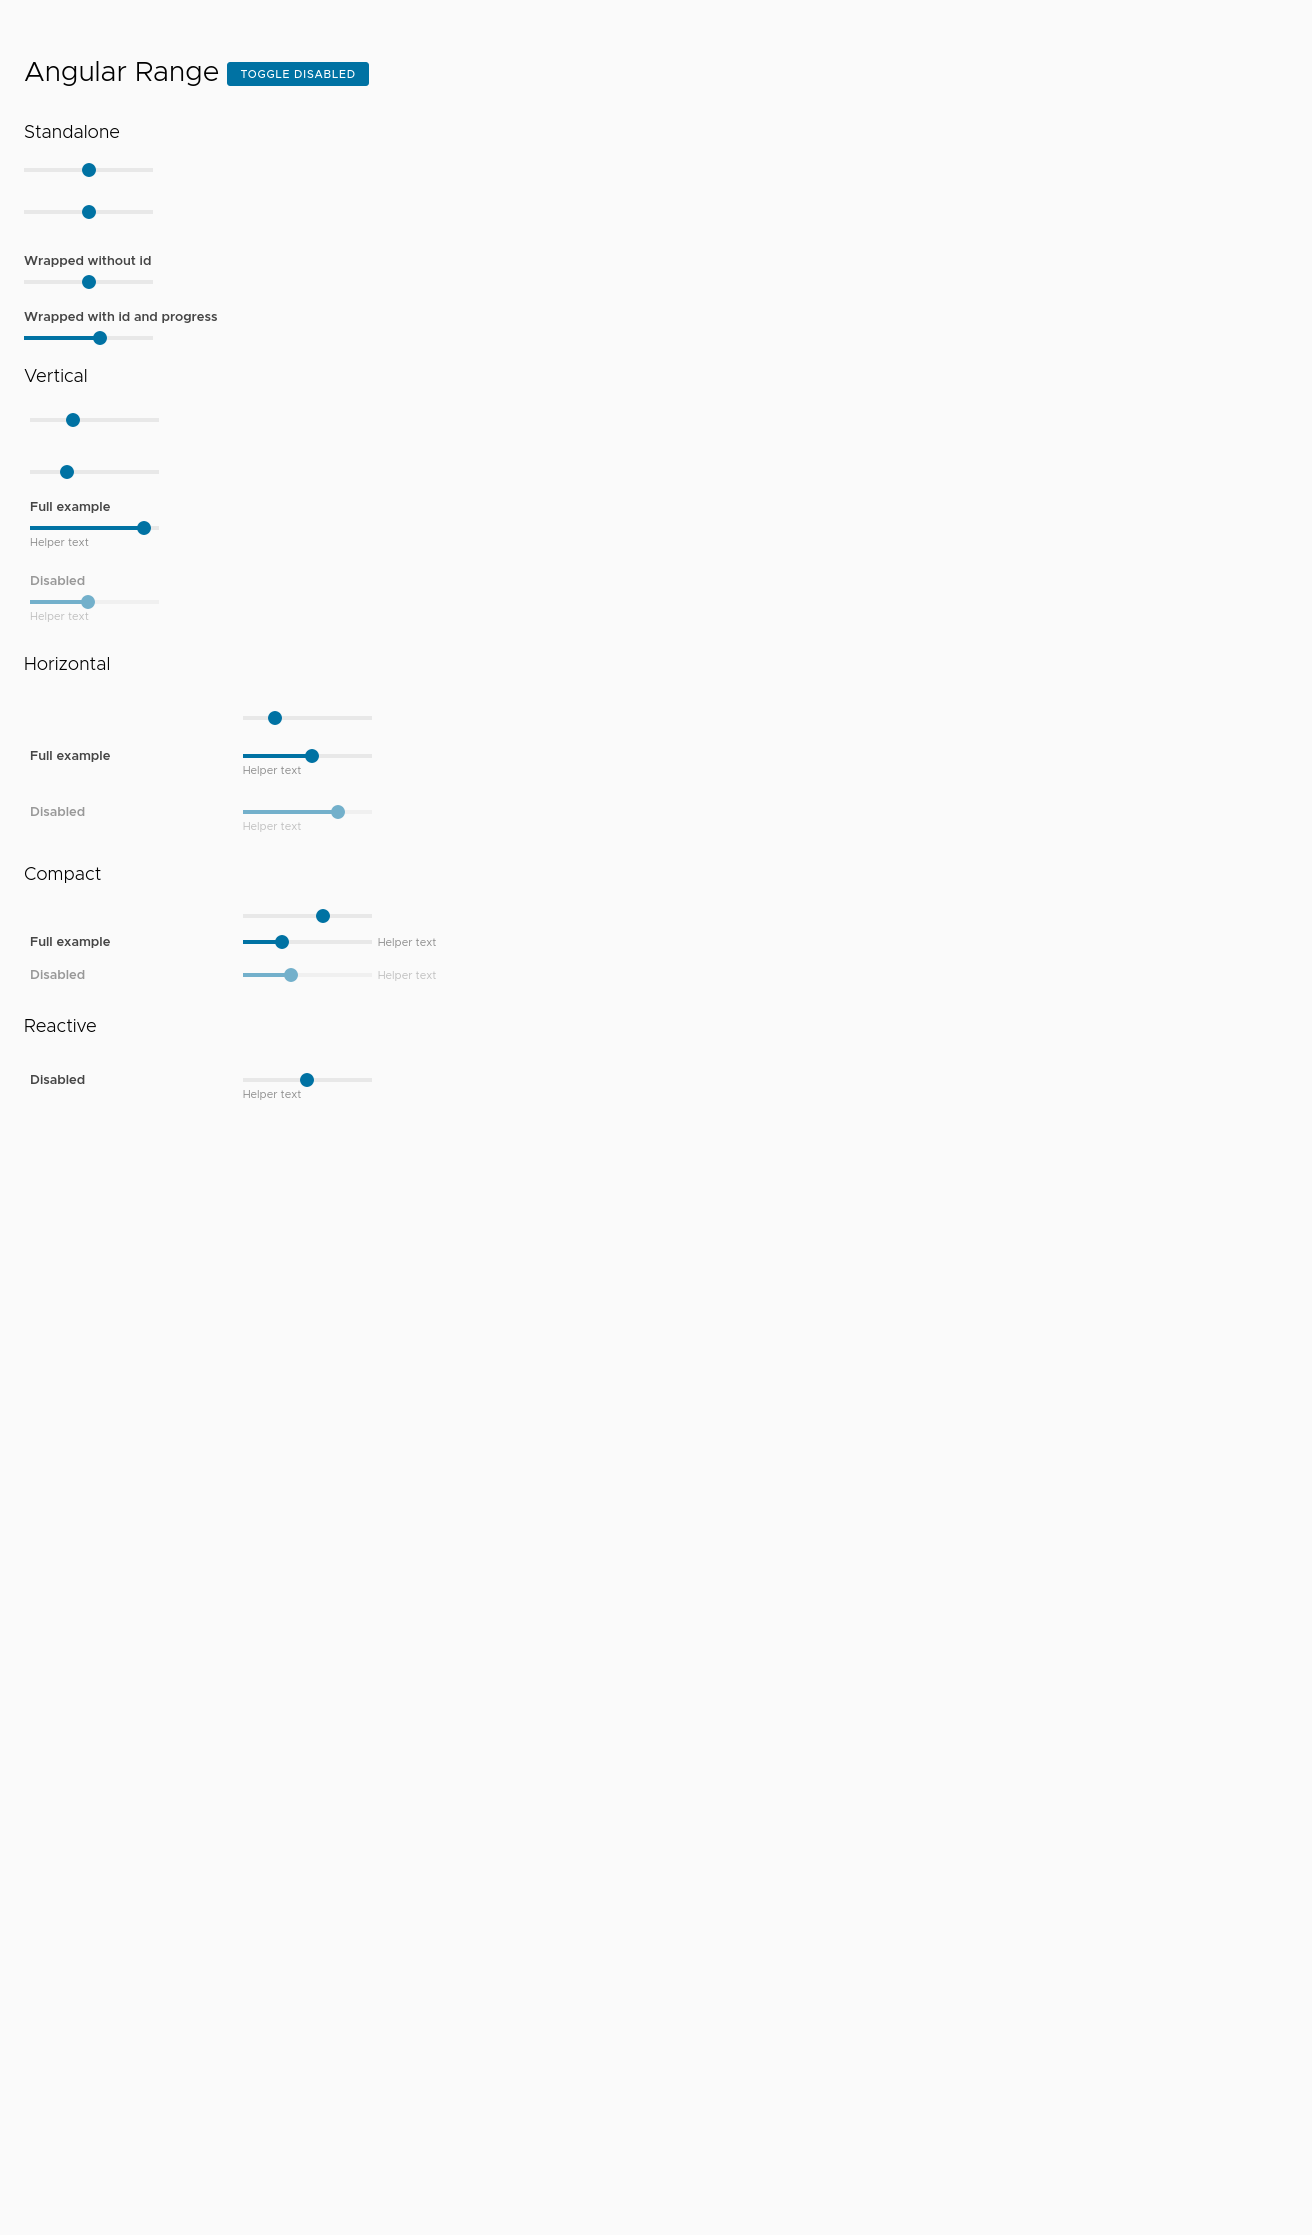 Angular Range TOGGLE DISABLED
Standalone
Wrapped without id
Wrapped with id and progress
Vertical
Full example
Helper text
Disabled
Helper text
Horizontal
Full example
Helper text
Disabled
Helper text
Compact
Full example Helper text
Disabled Helper text
Reactive
Disabled
Helper text